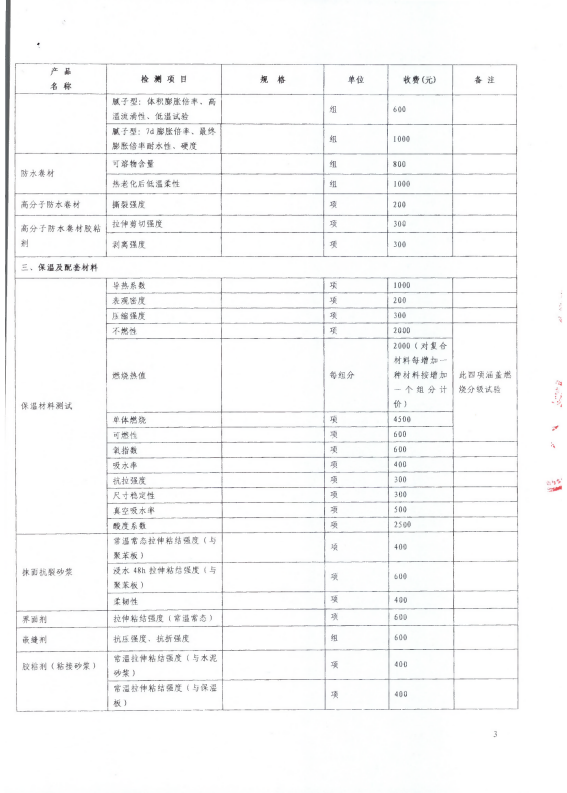 产 品
名 称
检 测 项 目
规 格
单位
收费(元)
备 注
腻子型: 体积膨胀倍率、高
温流淌性、低温试验
组
600
腻子型: 7d 膨胀倍率、最终
膨胀倍率耐水性、硬度
组
1000
防水卷材
可溶物含量
组
800
热老化后低温柔性
组
1000
高分子防水卷材
撕裂强度
项
200
高分子防水卷材胶粘
剂
拉伸剪切强度
项
300
剥离强度
项
300
三、保温及配套材料
保温材料测试
导热系数
项
1000
表观密度
项
200
压缩强度
项
300
不燃性
项
2000
燃烧热值
每组分
2000(对复合
材料每增加一
种材料按增加
一个组分计
价)
此四项涵盖燃
烧分级试验
单体燃烧
项
4500
可燃性
项
600
氧指数
项
600
吸水率
项
400
抗拉强度
项
300
尺寸稳定性
项
300
真空吸水率
项
500
酸度系数
项
2500
抹面抗裂砂浆
常温常态拉伸粘结强度(与
聚苯板)
项
400
浸水 48h 拉伸粘结强度(与
聚苯板)
项
600
柔韧性
项
400
界面剂
拉伸粘结强度(常温常态)
项
600
嵌缝剂
抗压强度、抗折强度
组
600
胶粘剂(粘接砂浆)
常温拉伸粘结强度(与水泥
砂浆)
项
400
常温拉伸粘结强度(与保温
板)
项
400
3